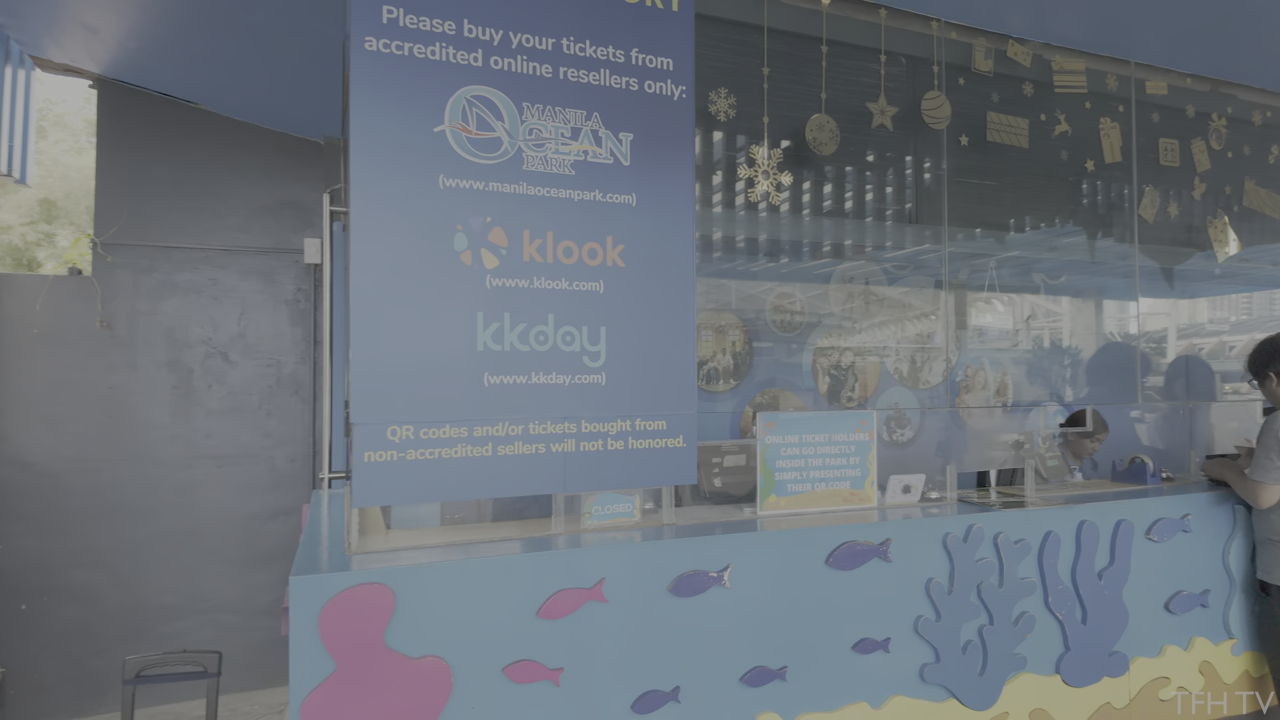 Please buy your tickets from
accredited online resellers only:
MANILA
OCEAN
PARK
(www.manilaoceanpark.com)
klook
(www.klook.com)
kkday
(www.kkday.com)
QR codes and/or tickets bought from
non-accredited sellers will not be honored.
ONLINE TICKET HOLDERS
CAN GO DIRECTLY
INSIDE THE PARK BY
SIMPLY PRESENTING
THEIR QR CODE
CLOSED
TFH TV